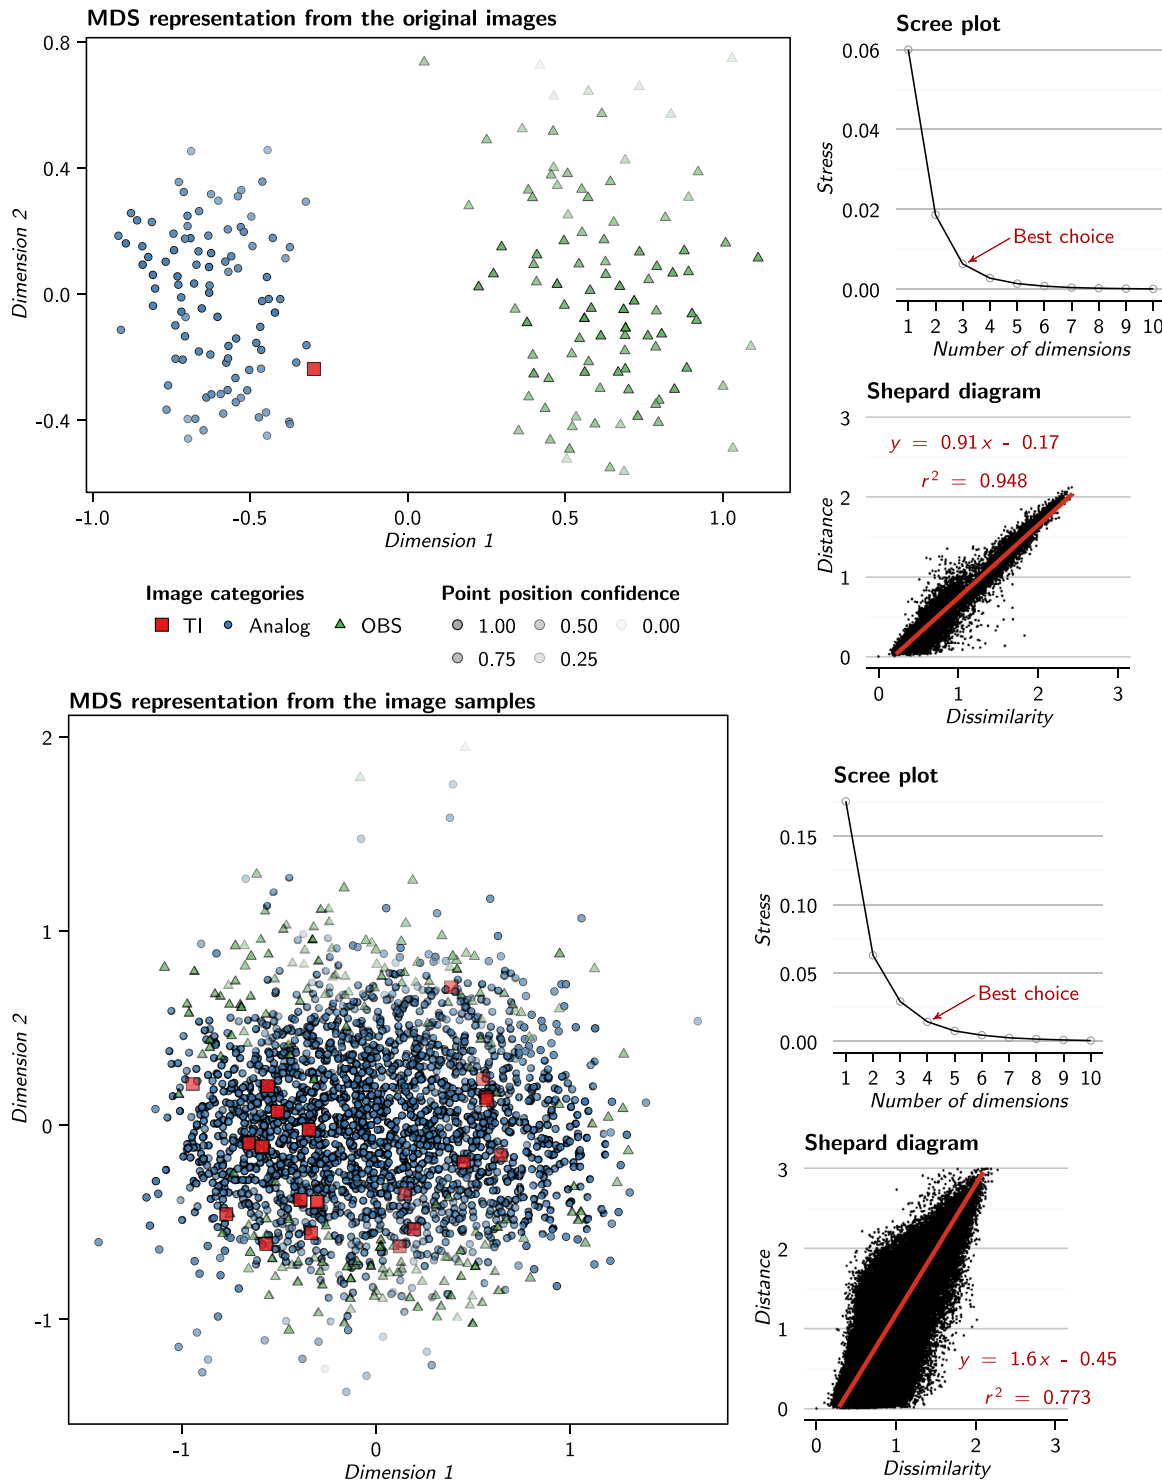 MDS representation from the original images
0.8
0.4
0.0
-0.4
Dimension 2
-1.0 -0.5 0.0 0.5 1.0
Dimension 1
Scree plot
0.06
0.04
0.02
0.00
Stress
Best choice
1 2 3 4 5 6 7 8 9 10
Number of dimensions
Shepard diagram
3
2
1
0
Distance
y = 0.91x - 0.17
r² = 0.948
0 1 2 3
Dissimilarity
Image categories
TI Analog OBS
Point position confidence
1.00 0.50 0.00
0.75 0.25
MDS representation from the image samples
2
1
0
-1
Dimension 2
-1 0 1
Dimension 1
Scree plot
0.15
0.10
0.05
0.00
Stress
Best choice
1 2 3 4 5 6 7 8 9 10
Number of dimensions
Shepard diagram
3
2
1
0
Distance
y = 1.6x - 0.45
r² = 0.773
0 1 2 3
Dissimilarity